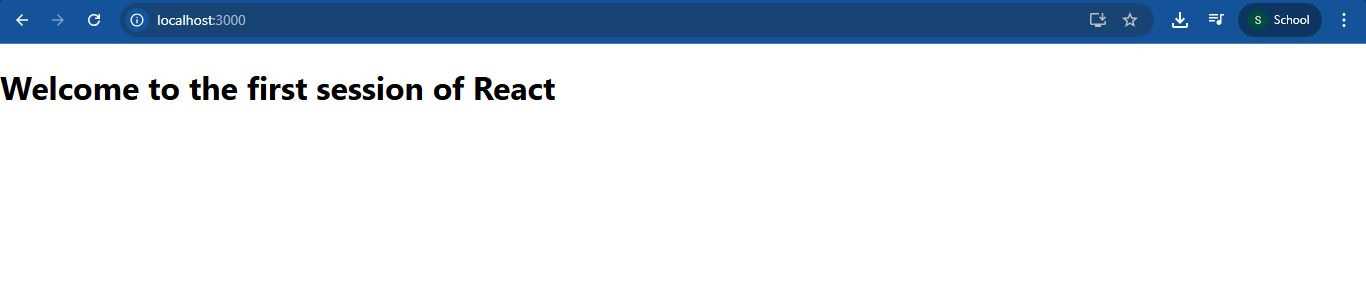 localhost:3000
S School
Welcome to the first session of React